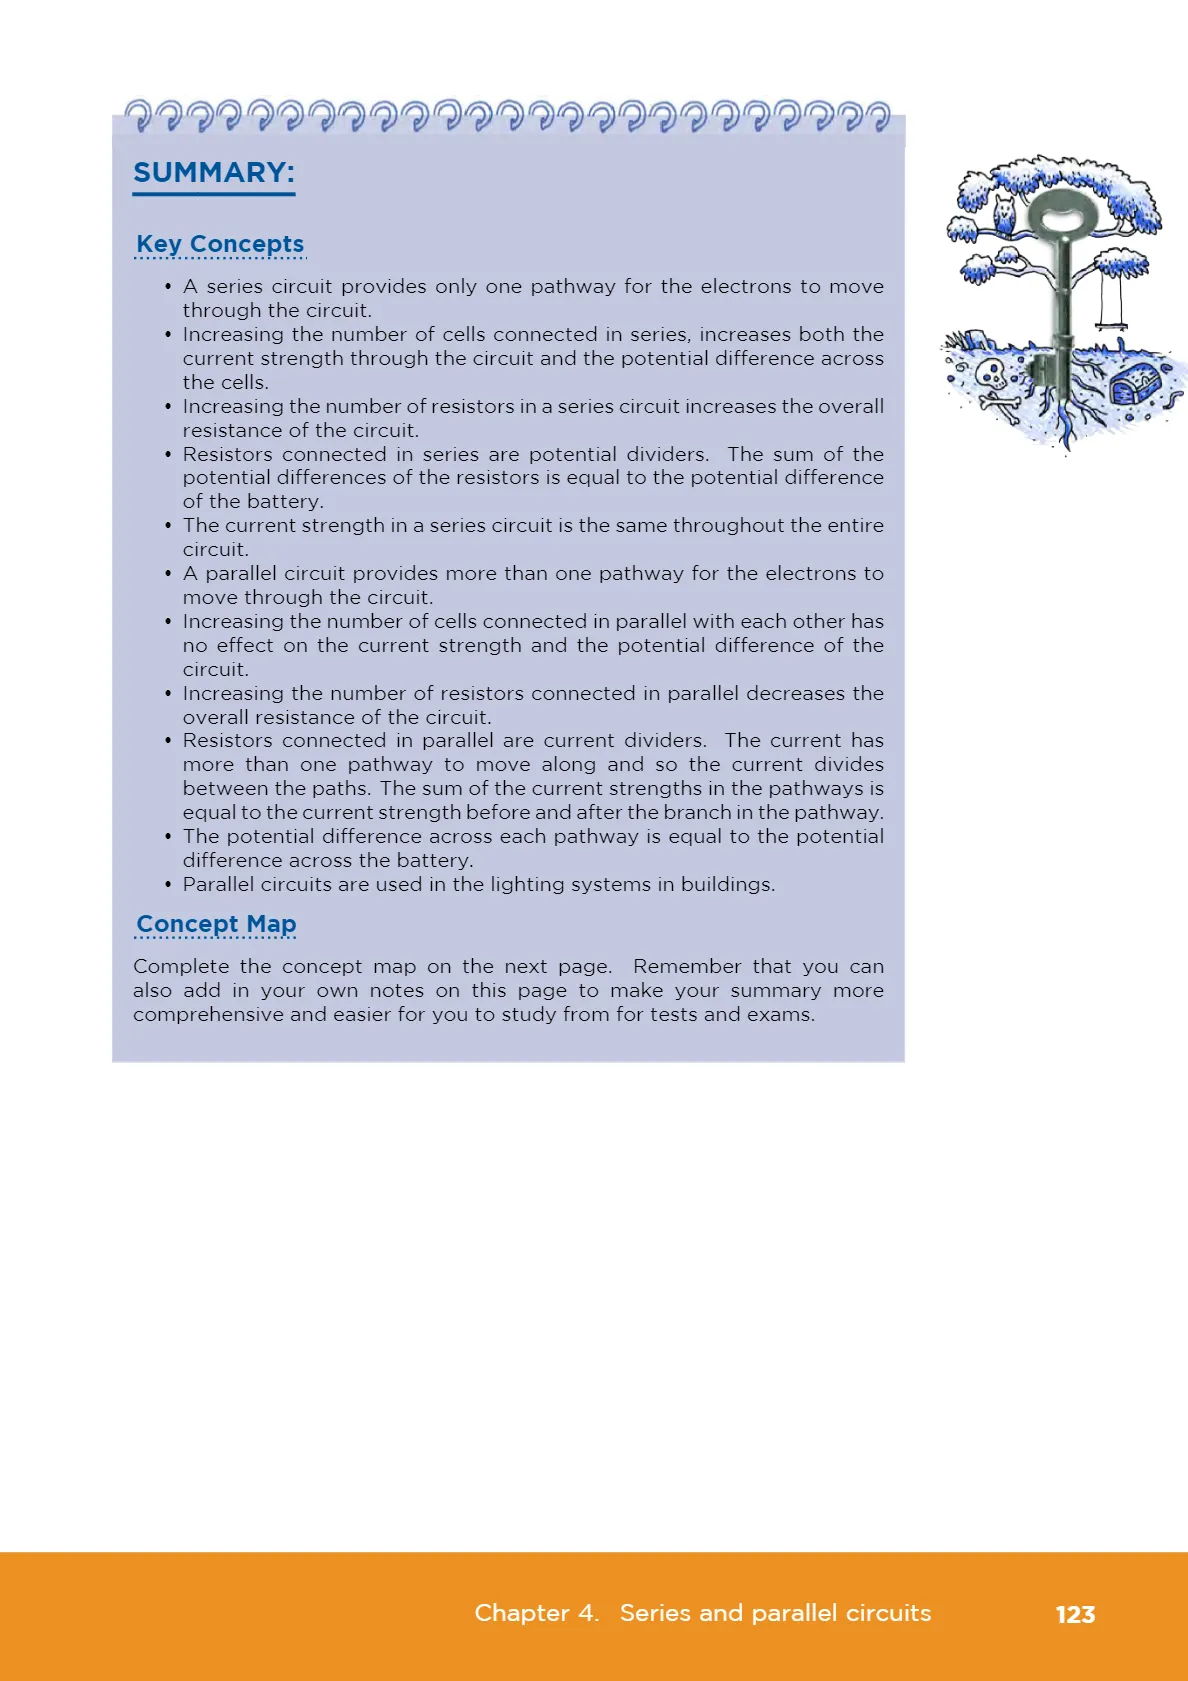 SUMMARY:
Key Concepts
• A series circuit provides only one pathway for the electrons to move
through the circuit.
• Increasing the number of cells connected in series, increases both the
current strength through the circuit and the potential difference across
the cells.
• Increasing the number of resistors in a series circuit increases the overall
resistance of the circuit.
• Resistors connected in series are potential dividers. The sum of the
potential differences of the resistors is equal to the potential difference
of the battery.
• The current strength in a series circuit is the same throughout the entire
circuit.
• A parallel circuit provides more than one pathway for the electrons to
move through the circuit.
• Increasing the number of cells connected in parallel with each other has
no effect on the current strength and the potential difference of the
circuit.
• Increasing the number of resistors connected in parallel decreases the
overall resistance of the circuit.
• Resistors connected in parallel are current dividers. The current has
more than one pathway to move along and so the current divides
between the paths. The sum of the current strengths in the pathways is
equal to the current strength before and after the branch in the pathway.
• The potential difference across each pathway is equal to the potential
difference across the battery.
• Parallel circuits are used in the lighting systems in buildings.
Concept Map
Complete the concept map on the next page. Remember that you can
also add in your own notes on this page to make your summary more
comprehensive and easier for you to study from for tests and exams.
Chapter 4. Series and parallel circuits 123